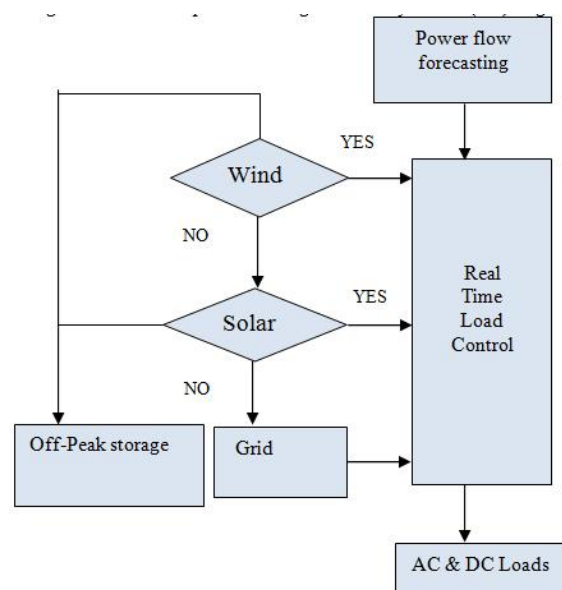 Power flow
forecasting
YES
Wind
NO
YES
Solar
Real
Time
Load
Control
NO
Off-Peak storage
Grid
AC & DC Loads